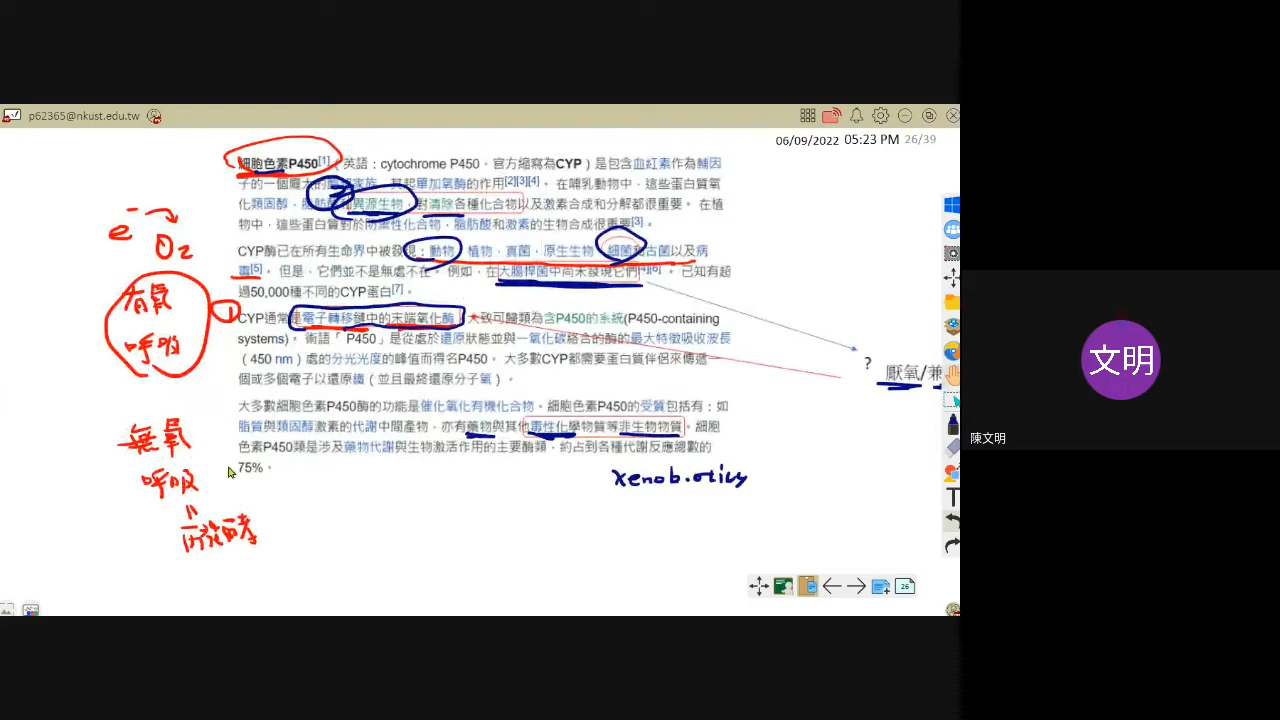 p62365@nkust.edu.tw
06/09/2022 05:23 PM 26/39
細胞色素P450[1]（英語：cytochrome P450，官方縮寫為CYP）是包含血紅素作為輔因
子的一個龐大的 家族，其起單加氧酶的作用[2][3][4]。在哺乳動物中，這些蛋白質氧
化類固醇，脂肪酸和異源生物，對清除各種化合物以及激素合成和分解都很重要。在植
物中，這些蛋白質對於防禦性化合物，脂肪酸和激素的生物合成很重要[3]。
CYP酶已在所有生命界中被發現：動物，植物，真菌，原生生物，細菌和古菌以及病
毒[5]。但是，它們並不是無處不在。例如，在大腸桿菌中尚未發現它們[4][6]。已知有超
過50,000種不同的CYP蛋白[7]。
CYP通常是電子轉移鏈中的末端氧化酶，大致可歸類為含P450的系統(P450-containing
systems)。術語「P450」是從處於還原狀態並與一氧化碳絡合的酶的最大特徵吸收波長
（450 nm）處的分光光度的峰值而得名P450。大多數CYP都需要蛋白質伴侶來傳遞一
個或多個電子以還原鐵（並且最終還原分子氧）。
大多數細胞色素P450酶的功能是催化氧化有機化合物。細胞色素P450的受質包括有：如
脂質與類固醇激素的代謝中間產物、亦有藥物與其他毒性化學物質等非生物物質。細胞
色素P450類是涉及藥物代謝與生物激活作用的主要酶類，約占到各種代謝反應總數的
75%。
e
O2
有氧
呼吸
①
②
無氧
呼吸
=
發酵
xenobiotics
?
厭氧/兼
26
文明
陳文明